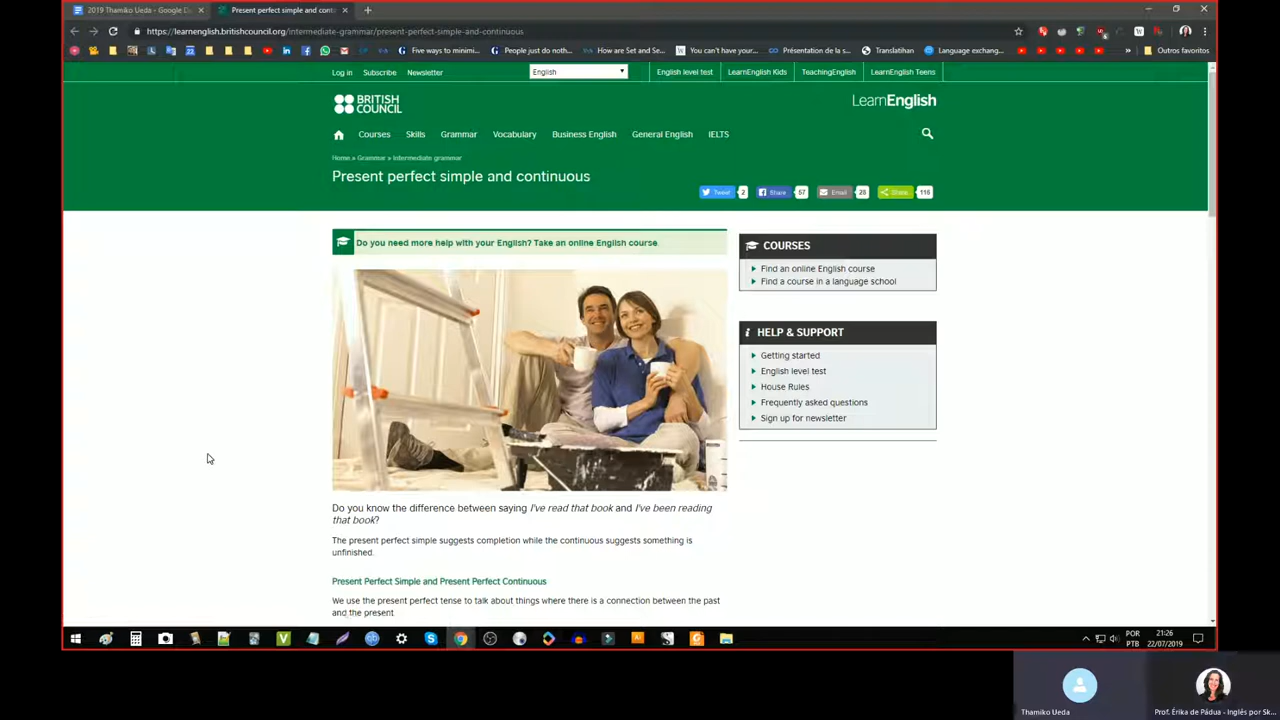 2019 Thamiko Ueda - Google D
Present perfect simple and conti
https://learnenglish.britishcouncil.org/intermediate-grammar/present-perfect-simple-and-continuous
Five ways to minimi...
People just do noth...
How are Set and Se...
You can't have your...
Présentation de la s...
Translatihan
Language exchang...
»
Outros favoritos
Log in
Subscribe
Newsletter
English
English level test
LearnEnglish Kids
TeachingEnglish
LearnEnglish Teens
BRITISH
COUNCIL
LearnEnglish
Courses
Skills
Grammar
Vocabulary
Business English
General English
IELTS
Home » Grammar » Intermediate grammar
Present perfect simple and continuous
Tweet 2
Share 57
Email 28
Share 116
Do you need more help with your English? Take an online English course.
COURSES
Find an online English course
Find a course in a language school
HELP & SUPPORT
Getting started
English level test
House Rules
Frequently asked questions
Sign up for newsletter
Do you know the difference between saying I've read that book and I've been reading
that book?
The present perfect simple suggests completion while the continuous suggests something is
unfinished.
Present Perfect Simple and Present Perfect Continuous
We use the present perfect tense to talk about things where there is a connection between the past
and the present.
POR
PTB
21:26
22/07/2019
Thamiko Ueda
Prof. Érika de Pádua - Inglês por Sk...